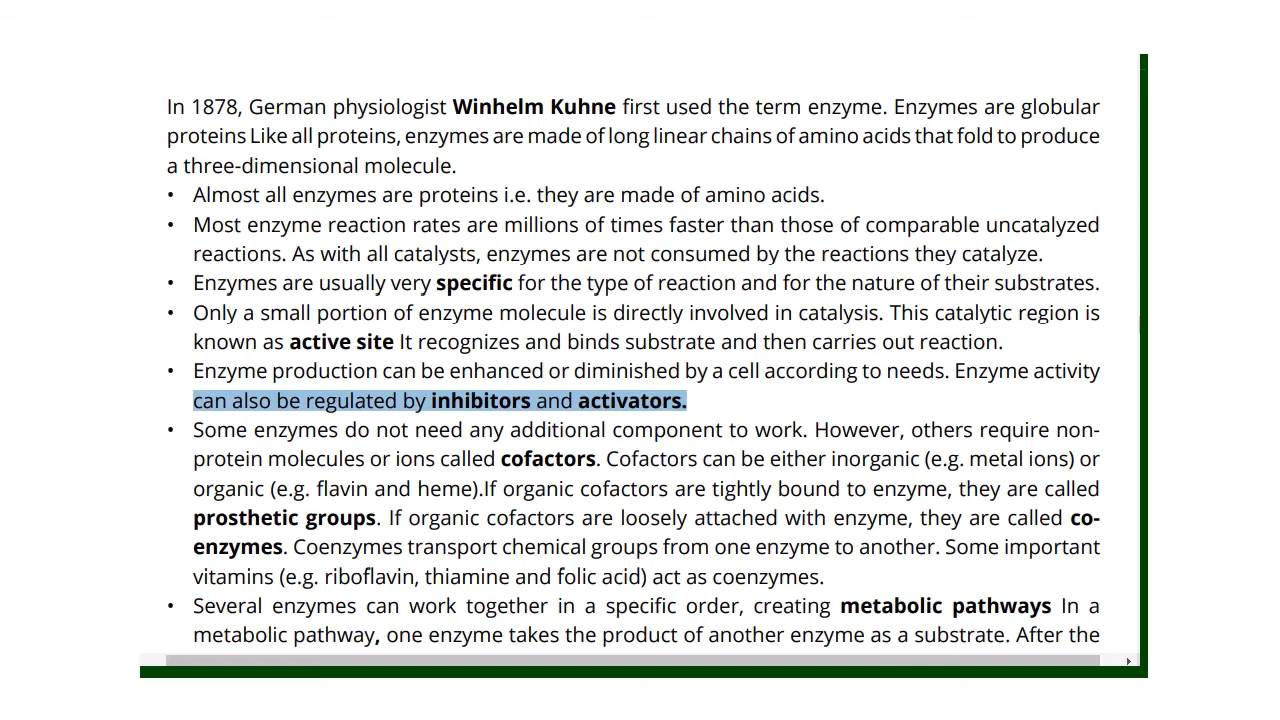 In 1878, German physiologist Winhelm Kuhne first used the term enzyme. Enzymes are globular
proteins Like all proteins, enzymes are made of long linear chains of amino acids that fold to produce
a three-dimensional molecule.
• Almost all enzymes are proteins i.e. they are made of amino acids.
• Most enzyme reaction rates are millions of times faster than those of comparable uncatalyzed
reactions. As with all catalysts, enzymes are not consumed by the reactions they catalyze.
• Enzymes are usually very specific for the type of reaction and for the nature of their substrates.
• Only a small portion of enzyme molecule is directly involved in catalysis. This catalytic region is
known as active site It recognizes and binds substrate and then carries out reaction.
• Enzyme production can be enhanced or diminished by a cell according to needs. Enzyme activity
can also be regulated by inhibitors and activators.
• Some enzymes do not need any additional component to work. However, others require non-
protein molecules or ions called cofactors. Cofactors can be either inorganic (e.g. metal ions) or
organic (e.g. flavin and heme).If organic cofactors are tightly bound to enzyme, they are called
prosthetic groups. If organic cofactors are loosely attached with enzyme, they are called co-
enzymes. Coenzymes transport chemical groups from one enzyme to another. Some important
vitamins (e.g. riboflavin, thiamine and folic acid) act as coenzymes.
• Several enzymes can work together in a specific order, creating metabolic pathways In a
metabolic pathway, one enzyme takes the product of another enzyme as a substrate. After the